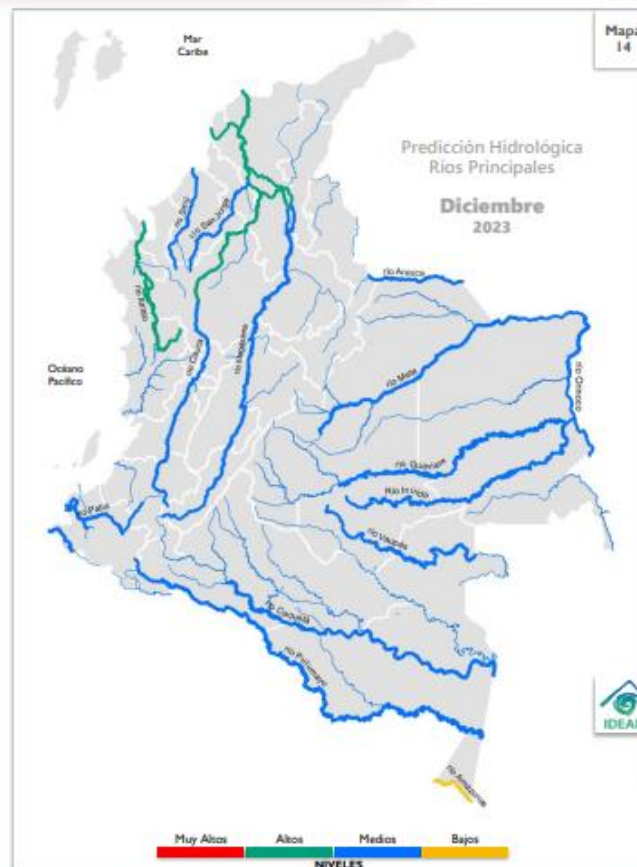 Mar
Caribe
Mapa
14
Predicción Hidrológica
Ríos Principales
Diciembre
2023
río Sinú
río San Jorge
río Atrato
río Cauca
río Magdalena
río Arauca
Océano
Pacífico
río Meta
río Orinoco
río Guaviare
Río Inírida
río Patía
río Vaupés
río Caquetá
río Putumayo
IDEAM
río Amazonas
Muy Altos
Altos
Medios
Bajos
NIVELES